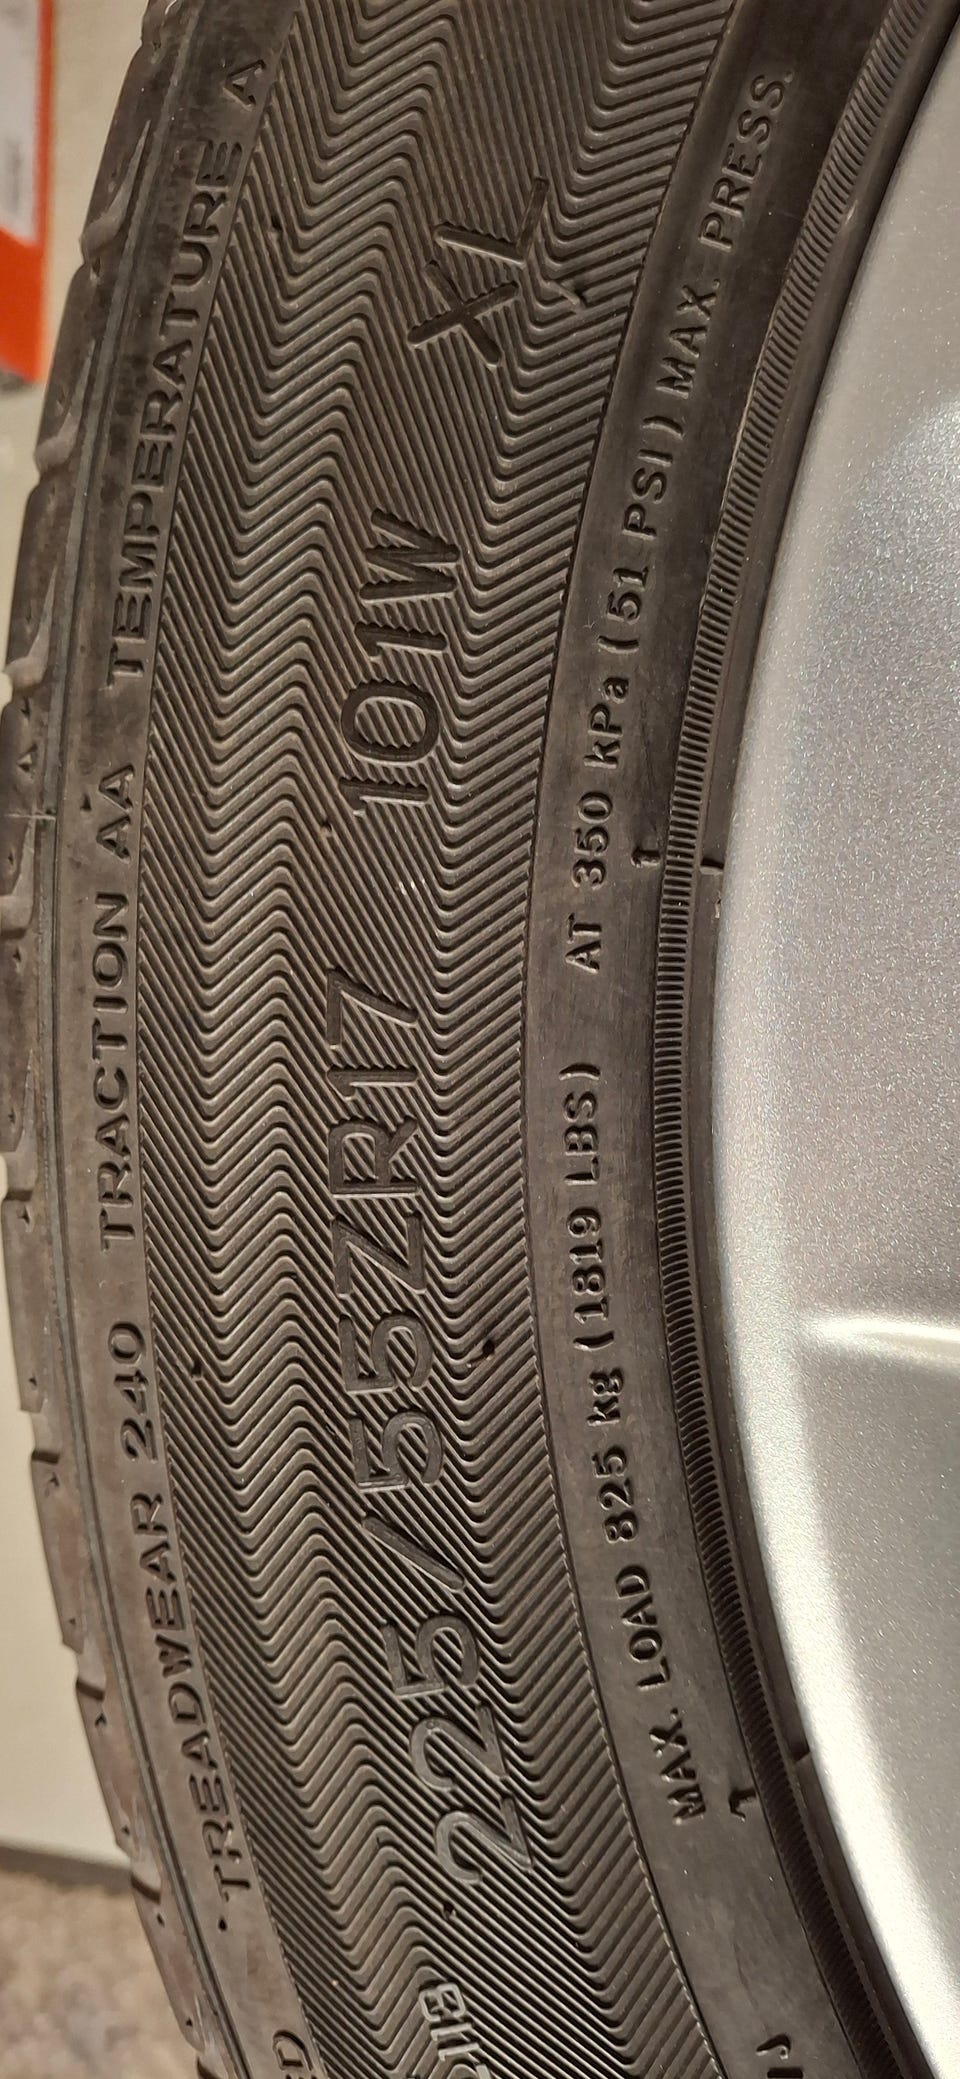 TREADWEAR 240 TRACTION AA TEMPERATURE A
225/55ZR17 101W XL
MAX. LOAD 825 kg (1819 LBS) AT 350 kPa (51 PSI) MAX. PRESS.